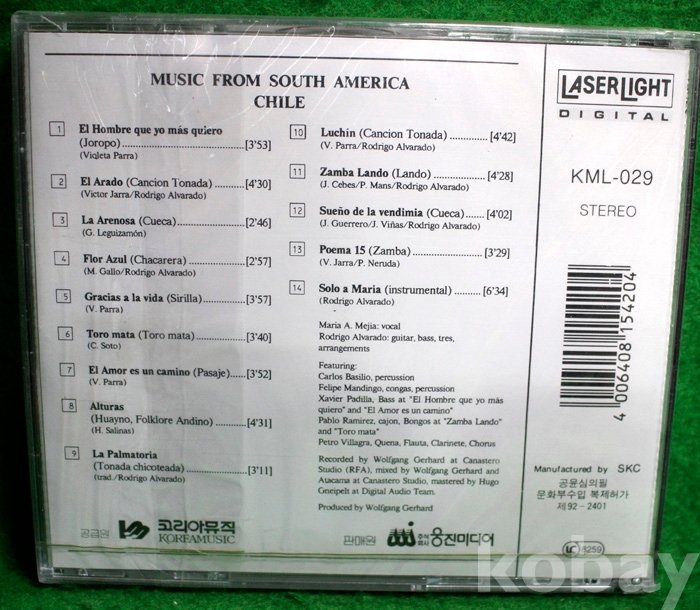 MUSIC FROM SOUTH AMERICA
CHILE
1 El Hombre que yo más quiero
(Joropo)..............................[3'53]
(Violeta Parra)
2 El Arado (Cancion Tonada).........[4'30]
(Victor Jarra/Rodrigo Alvarado)
3 La Arenosa (Cueca)..................[2'46]
(G. Leguizamón)
4 Flor Azul (Chacarera)...............[2'57]
(M. Gallo/Rodrigo Alvarado)
5 Gracias a la vida (Sirilla)..........[3'57]
(V. Parra)
6 Toro mata (Toro mata)..............[3'40]
(C. Soto)
7 El Amor es un camino (Pasaje)......[3'52]
(V. Parra)
8 Alturas
(Huayno, Folklore Andino)........[4'31]
(H. Salinas)
9 La Palmatoria
(Tonada chicoteada)................[3'11]
(trad./Rodrigo Alvarado)
10 Luchin (Cancion Tonada).............[4'42]
(V. Parra/Rodrigo Alvarado)
11 Zamba Lando (Lando)................[4'28]
(J. Cebes/P. Mans/Rodrigo Alvarado)
12 Sueño de la vendimia (Cueca)......[4'02]
(J. Guerrero/J. Viñas/Rodrigo Alvarado)
13 Poema 15 (Zamba)....................[3'29]
(V. Jarra/P. Neruda)
14 Solo a Maria (instrumental)..........[6'34]
(Rodrigo Alvarado)
Maria A. Mejia: vocal
Rodrigo Alvarado: guitar, bass, tres,
arrangements
Featuring:
Carlos Basilio, percussion
Felipe Mandingo, congas, percussion
Xavier Padilla, Bass at "El Hombre que yo más
quiero" and "El Amor es un camino"
Pablo Ramirez, cajon, Bongos at "Zamba Lando"
and "Toro mata"
Petro Villagra, Quena, Flauta, Clarinete, Chorus
Recorded by Wolfgang Gerhard at Canastero
Studio (RFA), mixed by Wolfgang Gerhard and
Atacama at Canastero Studio, mastered by Hugo
Gneipelt at Digital Audio Team.
Produced by Wolfgang Gerhard
공급원 코리아뮤직
KOREAMUSIC
판매원 주식회사 웅진미디어
LASERLIGHT
DIGITAL
KML-029
STEREO
4 006408 154204
Manufactured by SKC
공윤심의필
문화부수입 복제허가
제92-2401
LC 8259
kobay